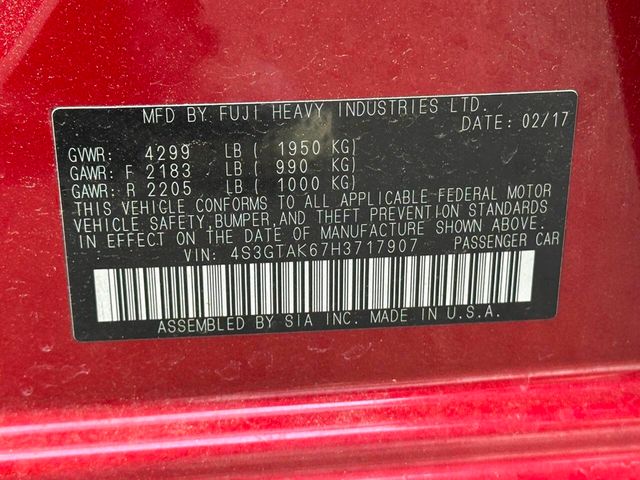 MFD BY FUJI HEAVY INDUSTRIES LTD.
DATE: 02/17
GVWR: 4299 LB ( 1950 KG)
GAWR: F 2183 LB ( 990 KG)
GAWR: R 2205 LB ( 1000 KG)
THIS VEHICLE CONFORMS TO ALL APPLICABLE FEDERAL MOTOR
VEHICLE SAFETY, BUMPER, AND THEFT PREVENTION STANDARDS
IN EFFECT ON THE DATE OF MANUFACTURE SHOWN ABOVE.
VIN: 4S3GTAK67H3717907 PASSENGER CAR
ASSEMBLED BY SIA INC. MADE IN U.S.A.